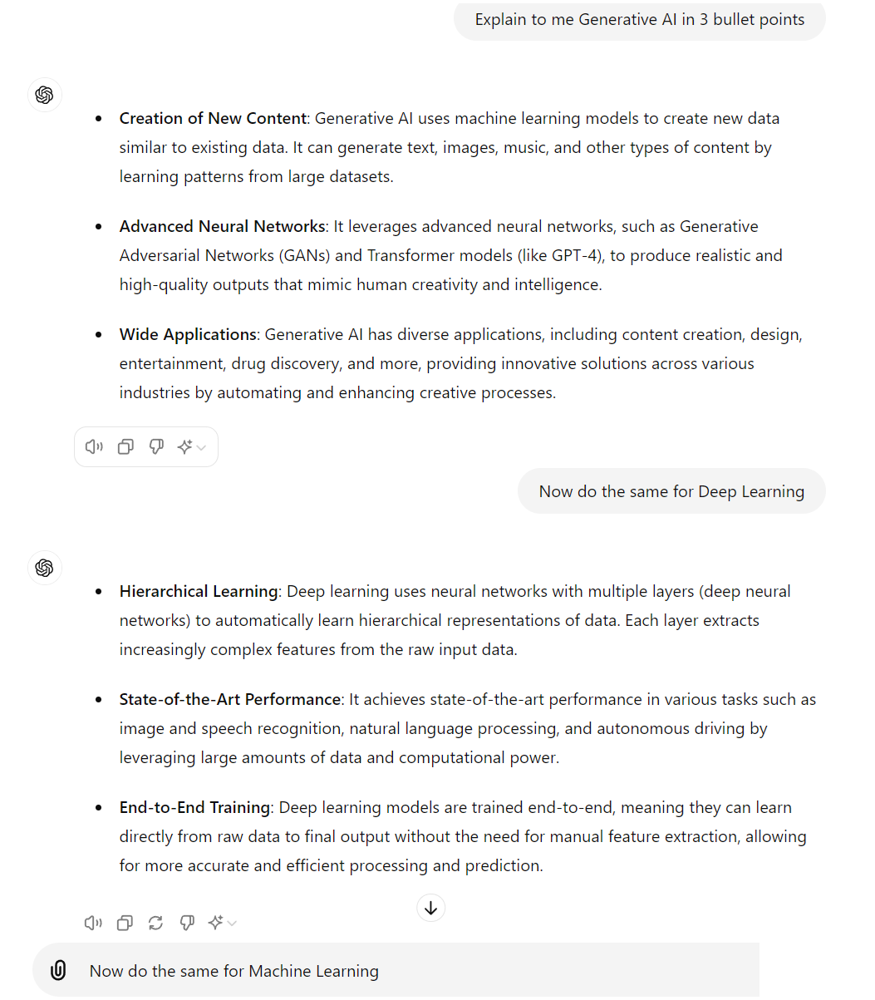 Explain to me Generative AI in 3 bullet points
• Creation of New Content: Generative AI uses machine learning models to create new data
similar to existing data. It can generate text, images, music, and other types of content by
learning patterns from large datasets.
• Advanced Neural Networks: It leverages advanced neural networks, such as Generative
Adversarial Networks (GANs) and Transformer models (like GPT-4), to produce realistic and
high-quality outputs that mimic human creativity and intelligence.
• Wide Applications: Generative AI has diverse applications, including content creation, design,
entertainment, drug discovery, and more, providing innovative solutions across various
industries by automating and enhancing creative processes.
Now do the same for Deep Learning
• Hierarchical Learning: Deep learning uses neural networks with multiple layers (deep neural
networks) to automatically learn hierarchical representations of data. Each layer extracts
increasingly complex features from the raw input data.
• State-of-the-Art Performance: It achieves state-of-the-art performance in various tasks such as
image and speech recognition, natural language processing, and autonomous driving by
leveraging large amounts of data and computational power.
• End-to-End Training: Deep learning models are trained end-to-end, meaning they can learn
directly from raw data to final output without the need for manual feature extraction, allowing
for more accurate and efficient processing and prediction.
Now do the same for Machine Learning